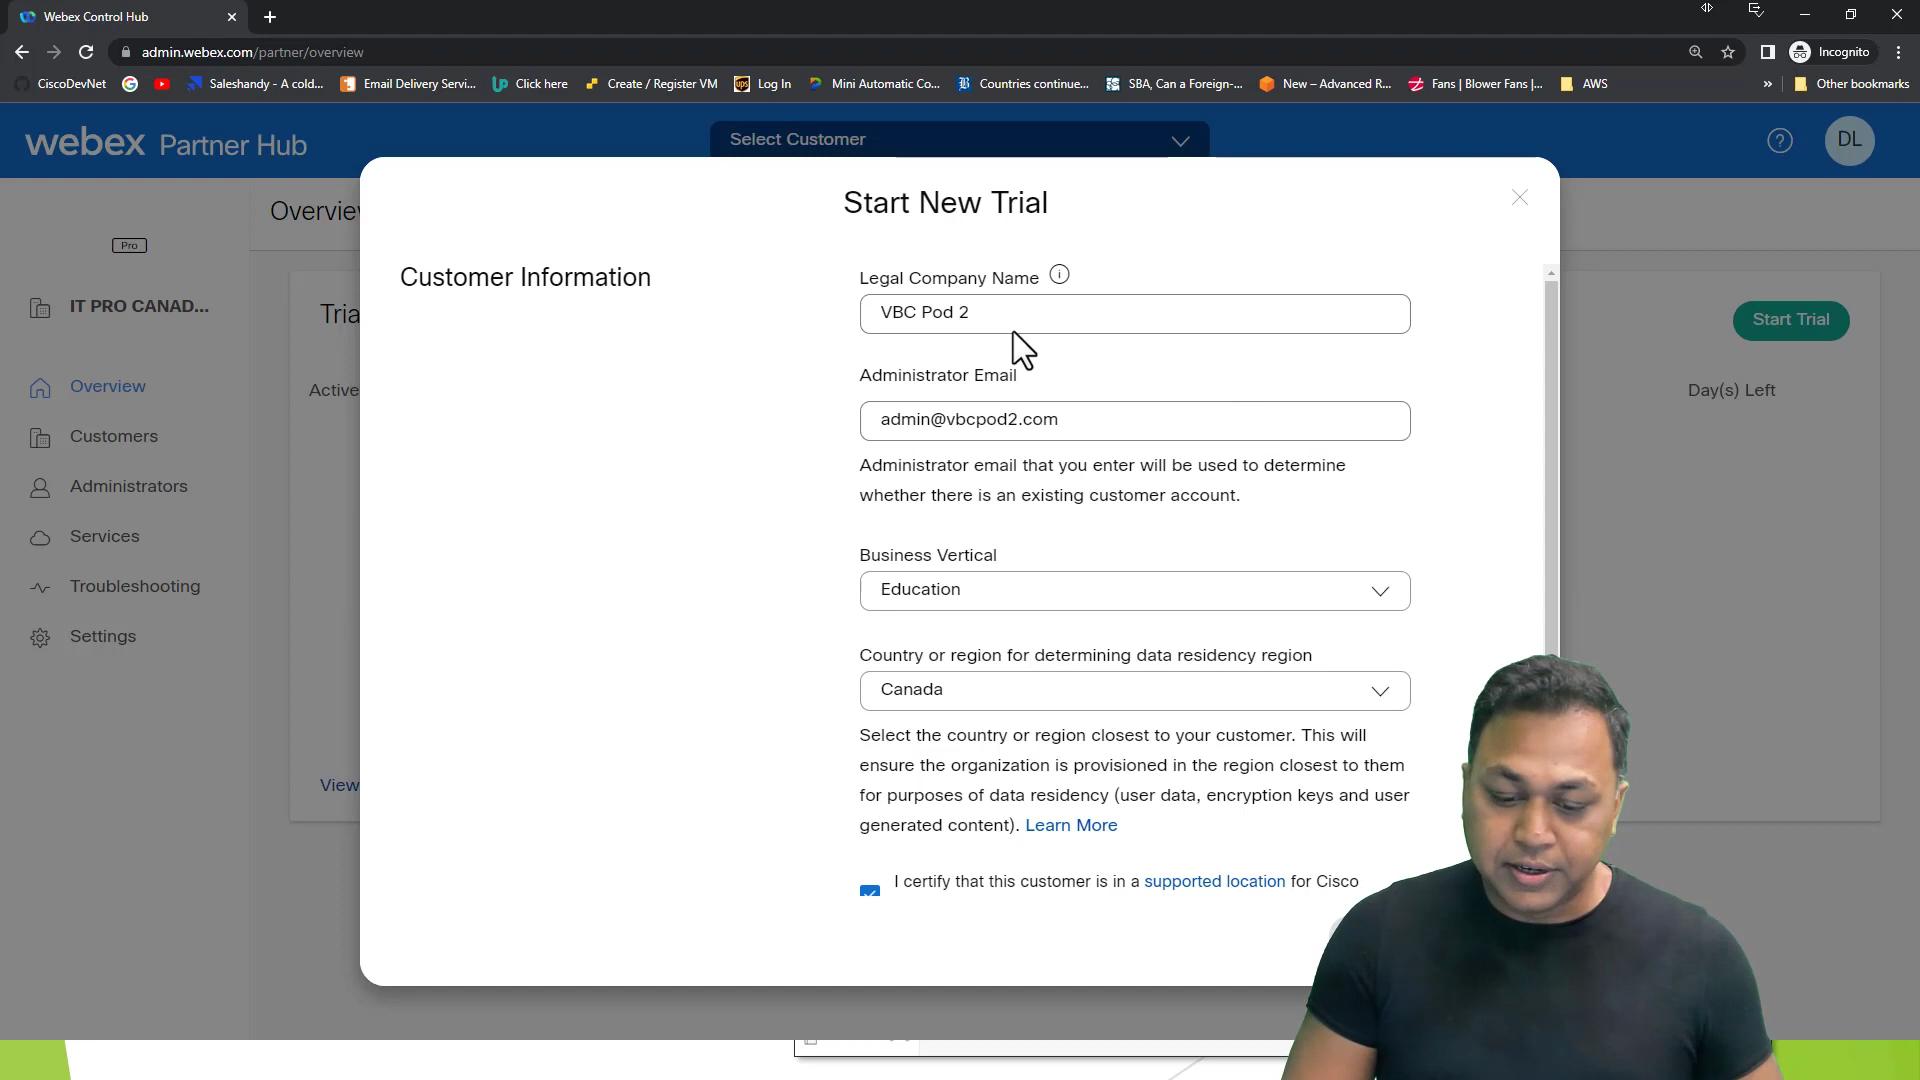 Webex Control Hub
admin.webex.com/partner/overview
Incognito
CiscoDevNet
Saleshandy - A cold...
Email Delivery Servi...
Click here
Create / Register VM
Log In
Mini Automatic Co...
Countries continue...
SBA, Can a Foreign-...
New – Advanced R...
Fans | Blower Fans |...
AWS
»
Other bookmarks
webex Partner Hub
Select Customer
?
DL
Pro
IT PRO CANAD...
Overview
Customers
Administrators
Services
Troubleshooting
Settings
Overvie
Tria
Active
View
Start Trial
Day(s) Left
Start New Trial
Customer Information
Legal Company Name
VBC Pod 2
Administrator Email
admin@vbcpod2.com
Administrator email that you enter will be used to determine
whether there is an existing customer account.
Business Vertical
Education
Country or region for determining data residency region
Canada
Select the country or region closest to your customer. This will
ensure the organization is provisioned in the region closest to them
for purposes of data residency (user data, encryption keys and user
generated content). Learn More
I certify that this customer is in a supported location for Cisco